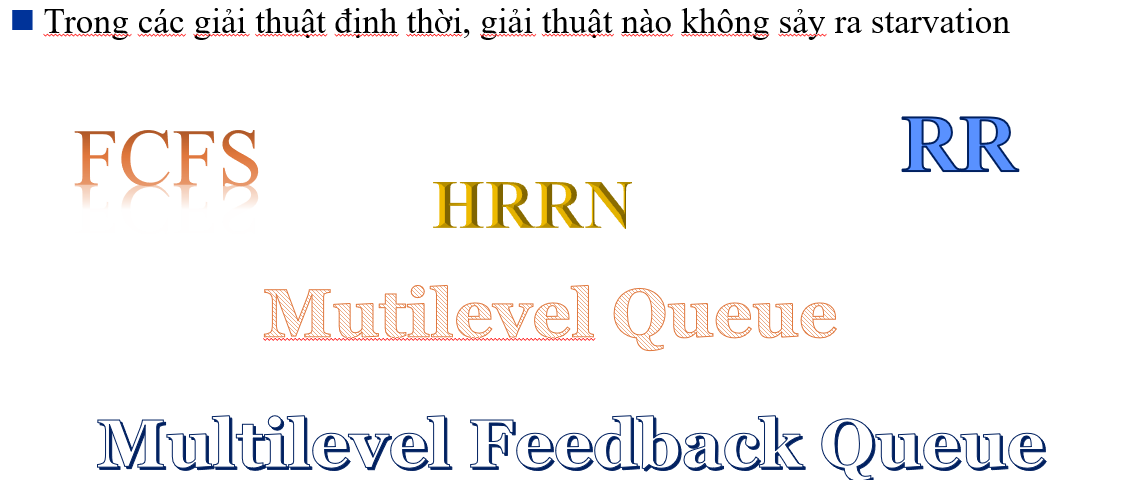 Trong các giải thuật định thời, giải thuật nào không sảy ra starvation
FCFS
RR
HRRN
Mutilevel Queue
Multilevel Feedback Queue